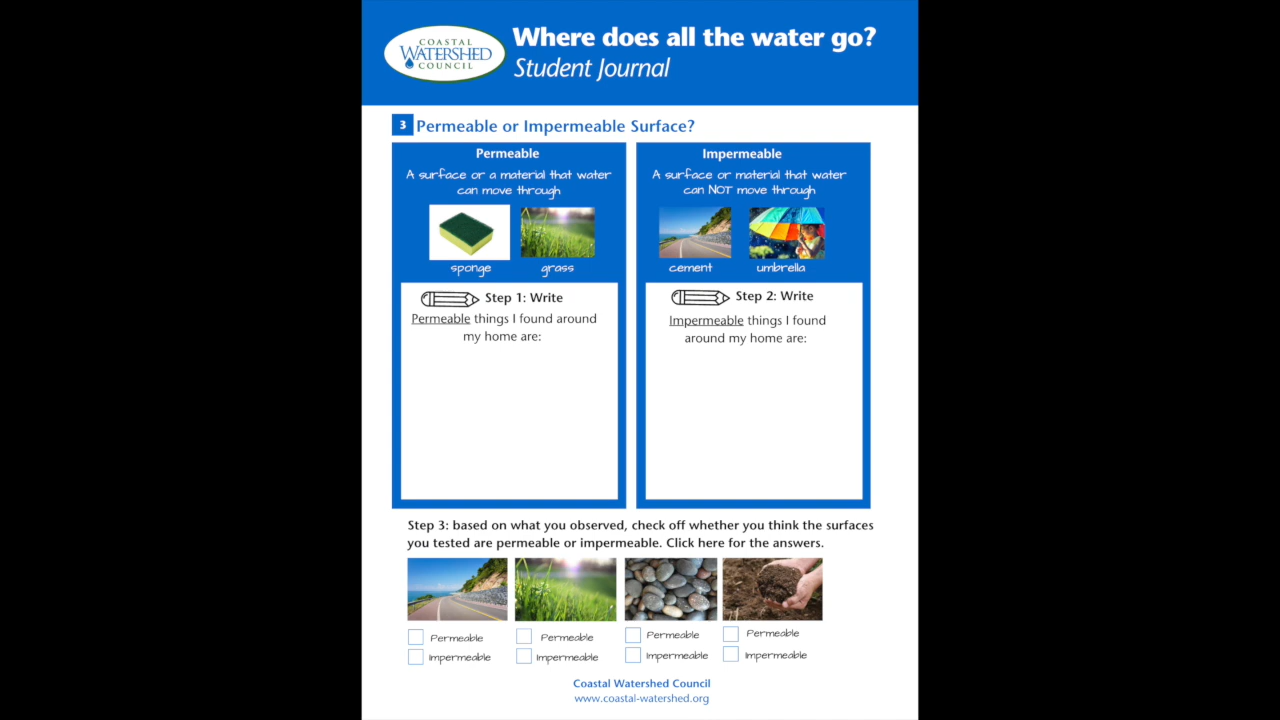 COASTAL
WATERSHED
COUNCIL
Where does all the water go?
Student Journal
3 Permeable or Impermeable Surface?
Permeable
A surface or a material that water
can move through
sponge grass
Step 1: Write
Permeable things I found around
my home are:
Impermeable
A surface or material that water
can NOT move through
cement umbrella
Step 2: Write
Impermeable things I found
around my home are:
Step 3: based on what you observed, check off whether you think the surfaces
you tested are permeable or impermeable. Click here for the answers.
Permeable Permeable Permeable Permeable
Impermeable Impermeable Impermeable Impermeable
Coastal Watershed Council
www.coastal-watershed.org